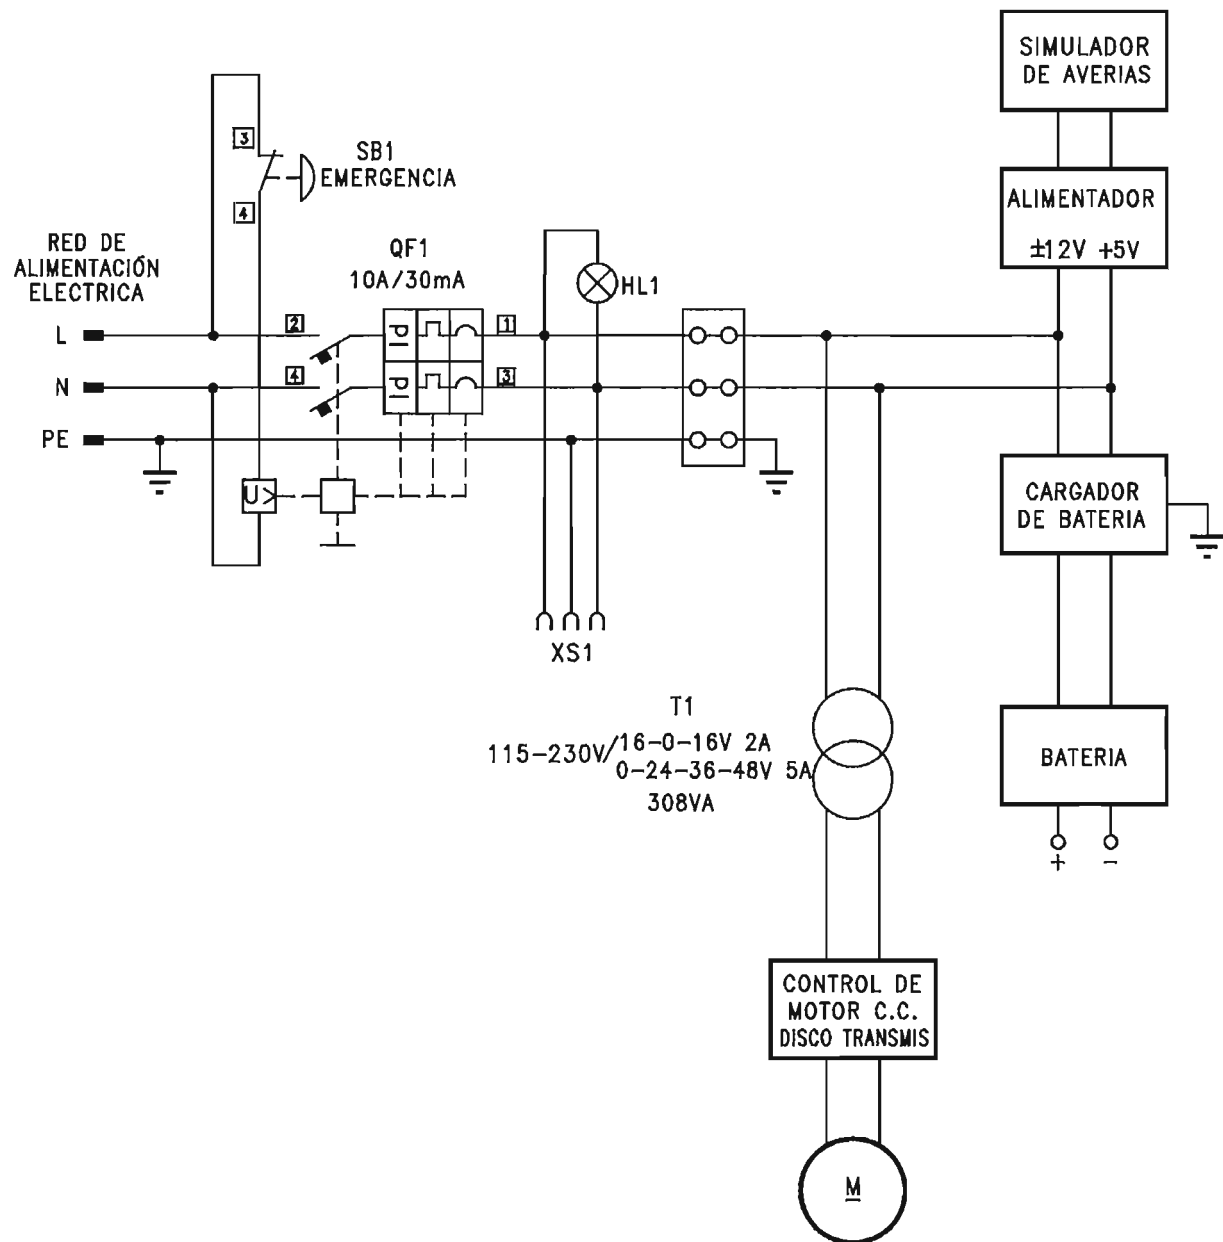 SIMULADOR
DE AVERIAS
3
SB1
EMERGENCIA
4
ALIMENTADOR
±12V +5V
RED DE
ALIMENTACIÓN
ELECTRICA
QF1
10A/30mA
HL1
L
2
PI
1
N
4
PI
3
PE
U>
CARGADOR
DE BATERIA
XS1
T1
115-230V/16-0-16V 2A
0-24-36-48V 5A
308VA
BATERIA
+ -
CONTROL DE
MOTOR C.C.
DISCO TRANSMIS
M